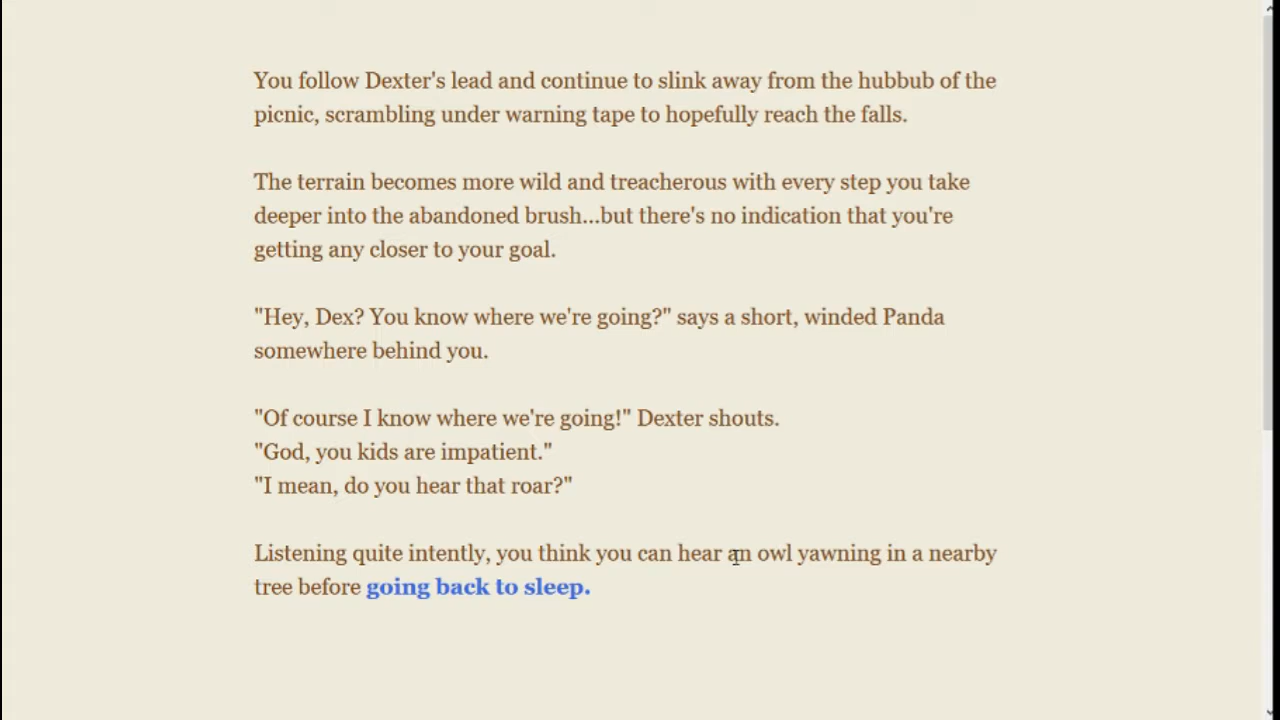 You follow Dexter's lead and continue to slink away from the hubbub of the
picnic, scrambling under warning tape to hopefully reach the falls.
The terrain becomes more wild and treacherous with every step you take
deeper into the abandoned brush...but there's no indication that you're
getting any closer to your goal.
"Hey, Dex? You know where we're going?" says a short, winded Panda
somewhere behind you.
"Of course I know where we're going!" Dexter shouts.
"God, you kids are impatient."
"I mean, do you hear that roar?"
Listening quite intently, you think you can hear an owl yawning in a nearby
tree before going back to sleep.